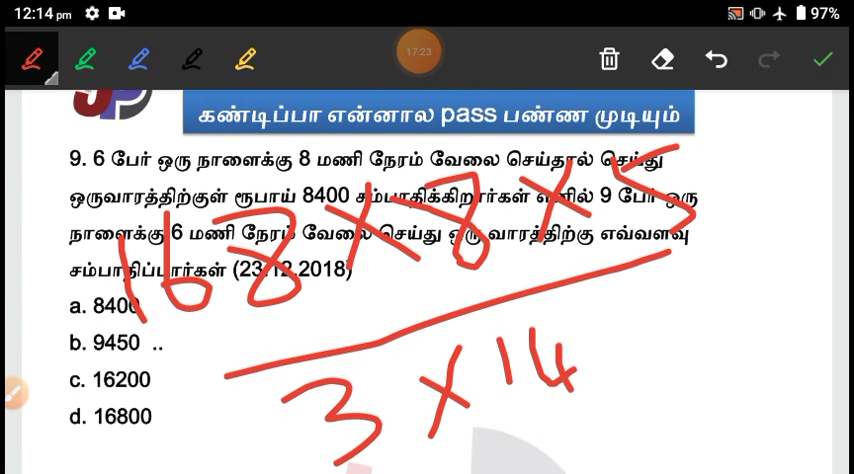 12:14 pm
97%
17:23
கண்டிப்பா என்னால pass பண்ண முடியும்
9. 6 பேர் ஒரு நாளைக்கு 8 மணி நேரம் வேலை செய்தால் செய்து
ஒருவாரத்திற்குள் ரூபாய் 8400 சம்பாதிக்கிறார்கள் எனில் 9 பேர் ஒரு
நாளைக்கு 6 மணி நேரம் வேலை செய்து ஒரு வாரத்திற்கு எவ்வளவு
சம்பாதிப்பார்கள் (23.12.2018)
a. 8400
b. 9450 ..
c. 16200
d. 16800
168 x 8 x 5
3 x 14